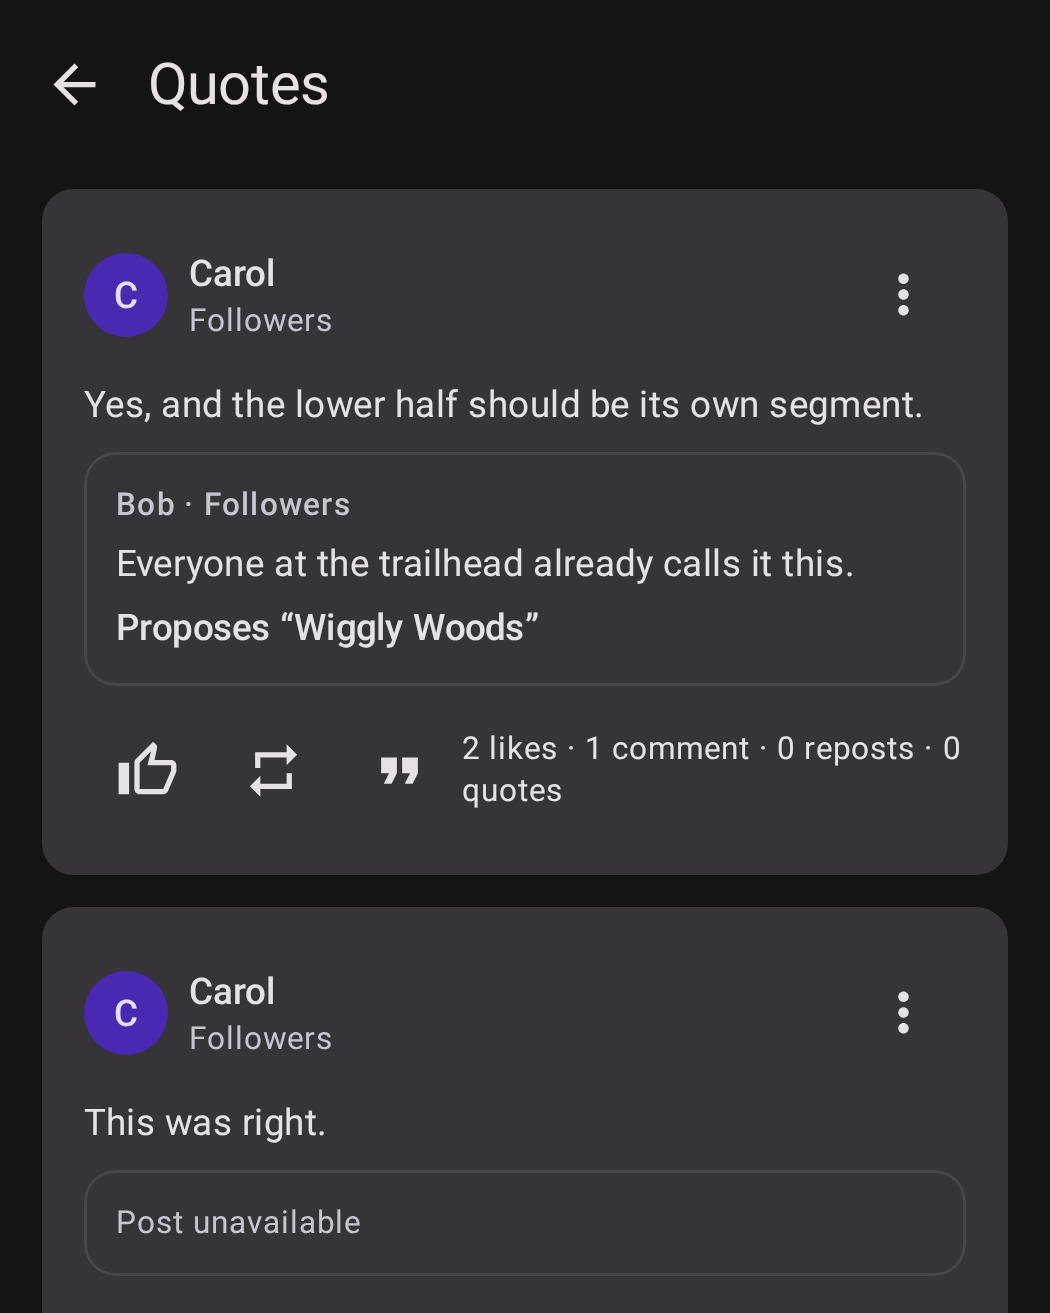 Quotes
C
Carol
Followers
Yes, and the lower half should be its own segment.
Bob · Followers
Everyone at the trailhead already calls it this.
Proposes “Wiggly Woods”
2 likes · 1 comment · 0 reposts · 0
quotes
C
Carol
Followers
This was right.
Post unavailable